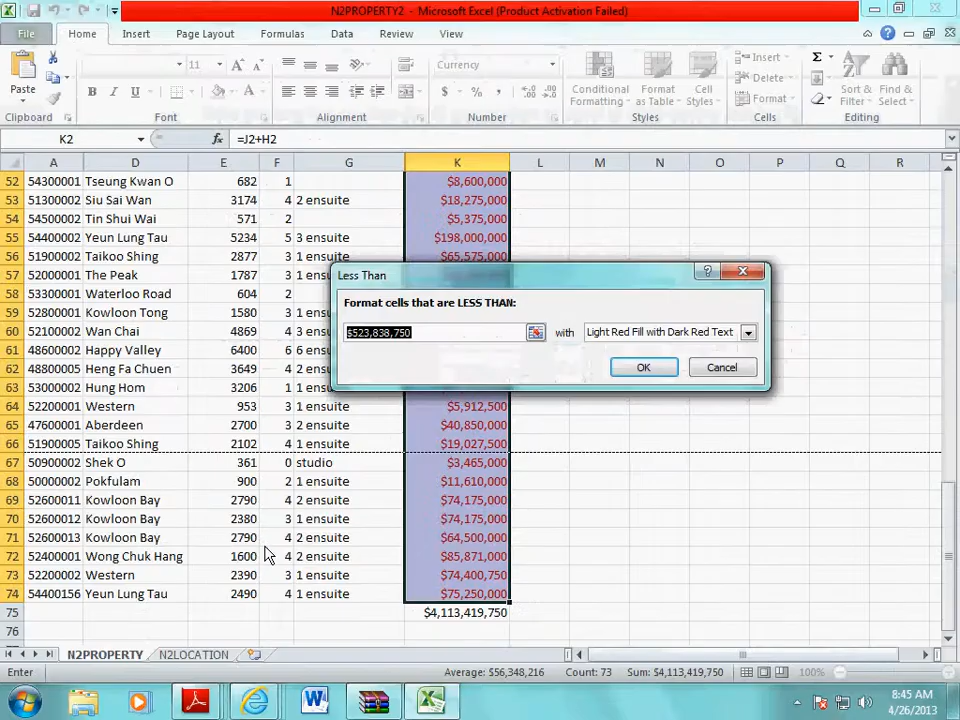 N2PROPERTY2 - Microsoft Excel (Product Activation Failed)
File Home Insert Page Layout Formulas Data Review View
Paste
11
Currency
Conditional Formatting
Format as Table
Cell Styles
Insert
Delete
Format
Sort & Filter
Find & Select
Clipboard Font Alignment Number Styles Cells Editing
K2 fx =J2+H2
A D E F G K L M N O P Q R
52 54300001 Tseung Kwan O 682 1 $8,600,000
53 51300002 Siu Sai Wan 3174 4 2 ensuite $18,275,000
54 54500002 Tin Shui Wai 571 2 $5,375,000
55 54400002 Yeun Lung Tau 5234 5 3 ensuite $198,000,000
56 51900002 Taikoo Shing 2877 3 1 ensuite $65,575,000
57 52000001 The Peak 1787 3 1 ensuite
58 53300001 Waterloo Road 604 2
59 52800001 Kowloon Tong 1580 3 1 ensuite
60 52100002 Wan Chai 4869 4 3 ensuite
61 48600002 Happy Valley 6400 6 6 ensuite
62 48800005 Heng Fa Chuen 3649 4 2 ensuite
63 53000002 Hung Hom 3206 1 1 ensuite
64 52200001 Western 953 3 1 ensuite $5,912,500
65 47600001 Aberdeen 2700 3 2 ensuite $40,850,000
66 51900005 Taikoo Shing 2102 4 1 ensuite $19,027,500
67 50900002 Shek O 361 0 studio $3,465,000
68 50000002 Pokfulam 900 2 1 ensuite $11,610,000
69 52600011 Kowloon Bay 2790 4 2 ensuite $74,175,000
70 52600012 Kowloon Bay 2380 3 1 ensuite $74,175,000
71 52600013 Kowloon Bay 2790 4 2 ensuite $64,500,000
72 52400001 Wong Chuk Hang 1600 4 2 ensuite $85,871,000
73 52200002 Western 2390 3 1 ensuite $74,400,750
74 54400156 Yeun Lung Tau 2490 4 1 ensuite $75,250,000
75 $4,113,419,750
76
Less Than
Format cells that are LESS THAN:
$523,838,750 with Light Red Fill with Dark Red Text
OK Cancel
N2PROPERTY N2LOCATION
Enter Average: $56,348,216 Count: 73 Sum: $4,113,419,750 100%
8:45 AM
4/26/2013